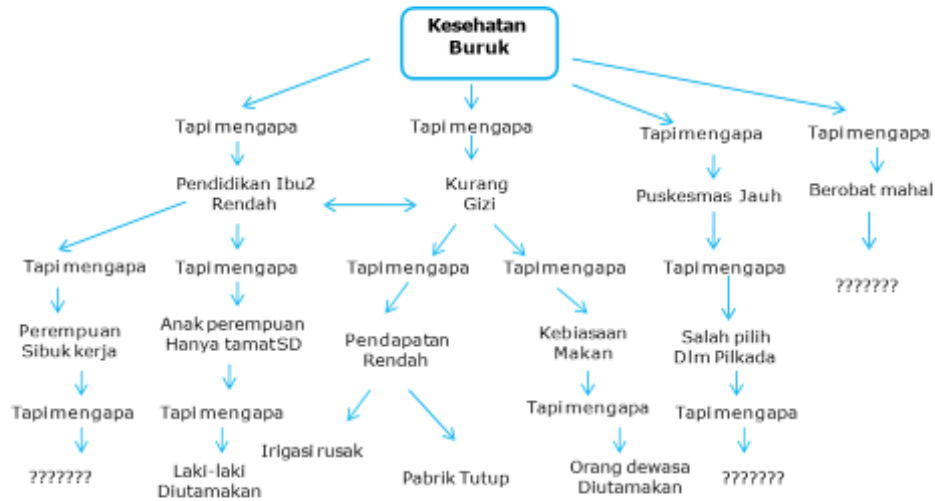 Kesehatan
Buruk
Tapi mengapa
Tapi mengapa
Tapi mengapa
Tapi mengapa
Pendidikan Ibu2
Rendah
Kurang
Gizi
Puskesmas Jauh
Berobat mahal
Tapi mengapa
Tapi mengapa
Tapi mengapa
Tapi mengapa
Tapi mengapa
???????
Perempuan
Sibuk kerja
Anak perempuan
Hanya tamat SD
Pendapatan
Rendah
Kebiasaan
Makan
Salah pilih
Dlm Pilkada
Tapi mengapa
Tapi mengapa
Tapi mengapa
Tapi mengapa
???????
Laki-laki
Diutamakan
Irigasi rusak
Pabrik Tutup
Orang dewasa
Diutamakan
???????